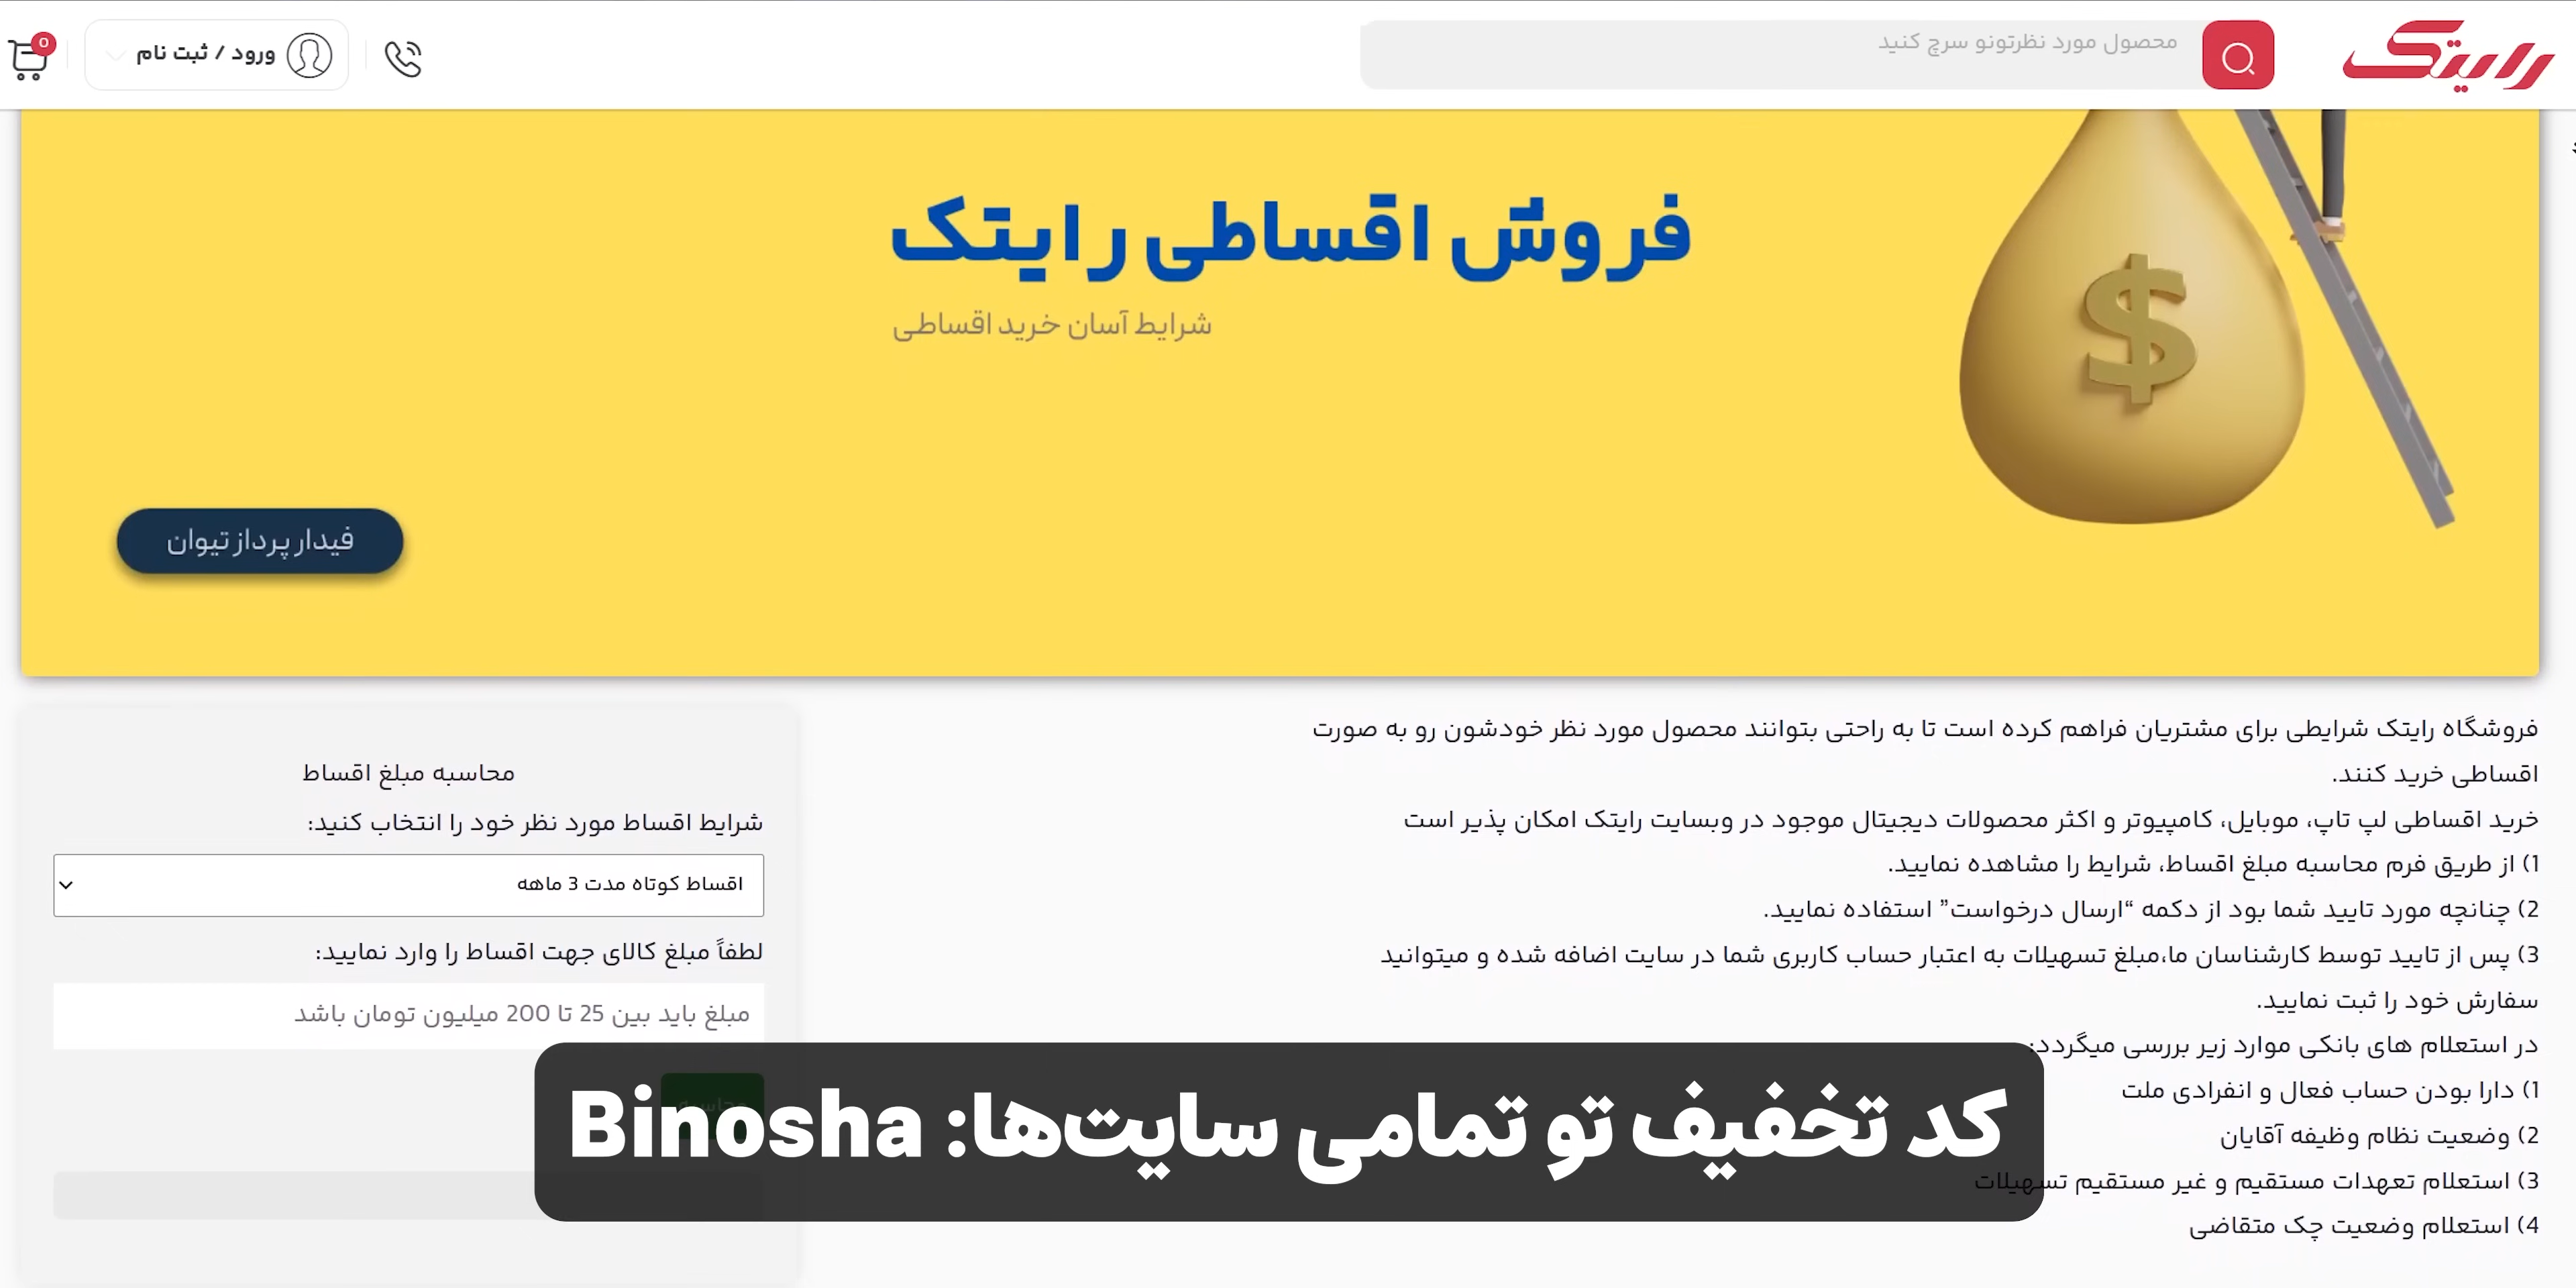 رایتک
محصول مورد نظرتونو سرچ کنید
ورود / ثبت نام
0
فروش اقساطی رایتک
شرایط آسان خرید اقساطی
$
فیدار پرداز تیوان
فروشگاه رایتک شرایطی برای مشتریان فراهم کرده است تا به راحتی بتوانند محصول مورد نظر خودشون رو به صورت
اقساطی خرید کنند.
خرید اقساطی لپ تاپ، موبایل، کامپیوتر و اکثر محصولات دیجیتال موجود در وبسایت رایتک امکان پذیر است
1) از طریق فرم محاسبه مبلغ اقساط، شرایط را مشاهده نمایید.
2) چنانچه مورد تایید شما بود از دکمه “ارسال درخواست” استفاده نمایید.
3) پس از تایید توسط کارشناسان ما،مبلغ تسهیلات به اعتبار حساب کاربری شما در سایت اضافه شده و میتوانید
سفارش خود را ثبت نمایید.
در استعلام های بانکی موارد زیر بررسی میگردد:
1) دارا بودن حساب فعال و انفرادی ملت
2) وضعیت نظام وظیفه آقایان
3) استعلام تعهدات مستقیم و غیر مستقیم تسهیلات
4) استعلام وضعیت چک متقاضی
محاسبه مبلغ اقساط
شرایط اقساط مورد نظر خود را انتخاب کنید:
اقساط کوتاه مدت 3 ماهه
لطفاً مبلغ کالای جهت اقساط را وارد نمایید:
مبلغ باید بین 25 تا 200 میلیون تومان باشد
محاسبه
کد تخفیف تو تمامی سایت‌ها: Binosha